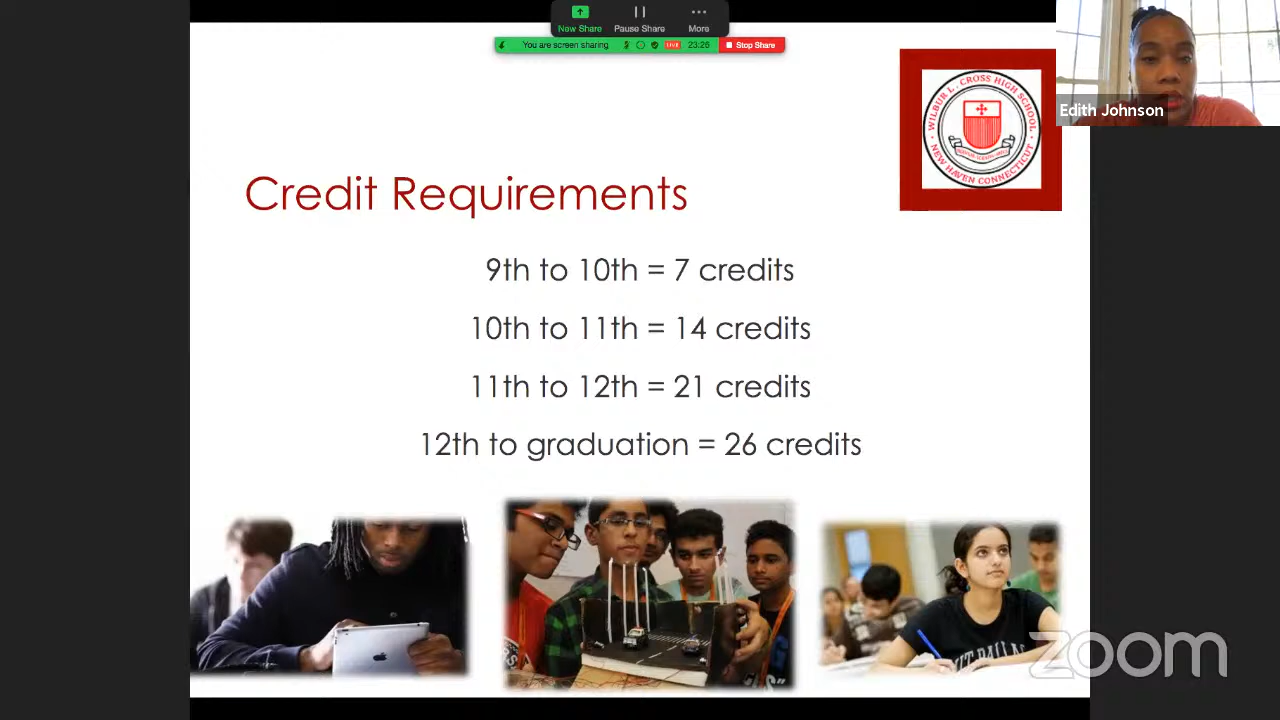 New Share
Pause Share
More
You are screen sharing
LIVE
23:26
Stop Share
WILBUR L. CROSS HIGH SCHOOL
NEW HAVEN CONNECTICUT
Edith Johnson
Credit Requirements
9th to 10th = 7 credits
10th to 11th = 14 credits
11th to 12th = 21 credits
12th to graduation = 26 credits
DALLAS
zoom